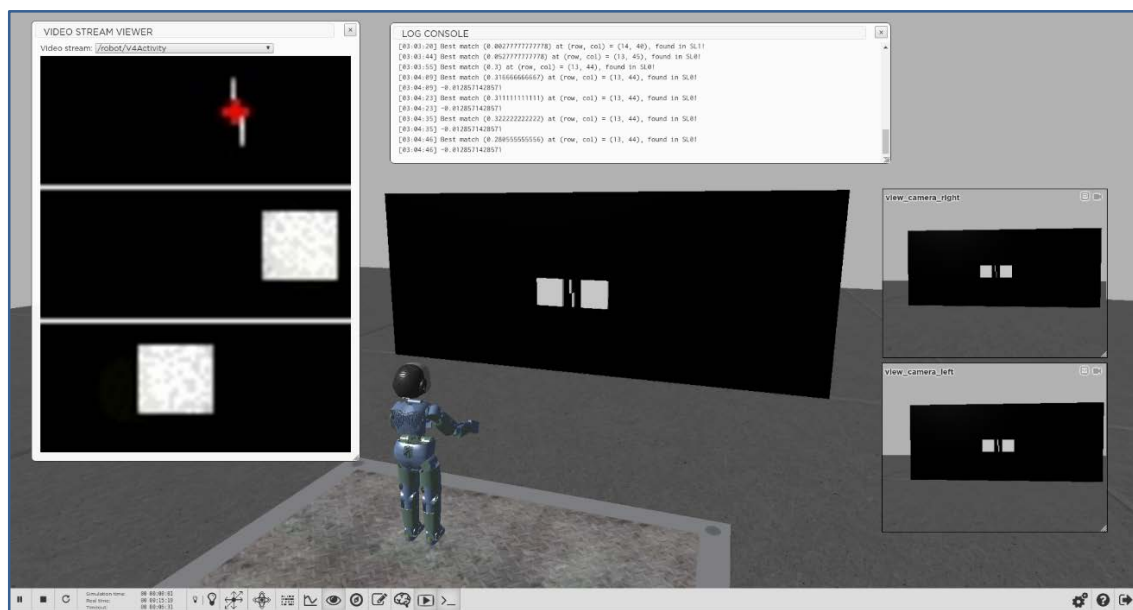 VIDEO STREAM VIEWER
Video stream: /robot/V4Activity
LOG CONSOLE
[03:03:20] Best match (0.00277777777778) at (row, col) = (14, 40), found in SL1!
[03:03:44] Best match (0.0527777777778) at (row, col) = (13, 45), found in SL0!
[03:03:55] Best match (0.3) at (row, col) = (13, 44), found in SL0!
[03:04:09] Best match (0.316666666667) at (row, col) = (13, 44), found in SL0!
[03:04:09] -0.0128571428571
[03:04:23] Best match (0.311111111111) at (row, col) = (13, 44), found in SL0!
[03:04:23] -0.0128571428571
[03:04:35] Best match (0.322222222222) at (row, col) = (13, 44), found in SL0!
[03:04:35] -0.0128571428571
[03:04:46] Best match (0.280555555556) at (row, col) = (13, 44), found in SL0!
[03:04:46] -0.0128571428571
view_camera_right
view_camera_left
Simulation time:
Real time:
Timeout: